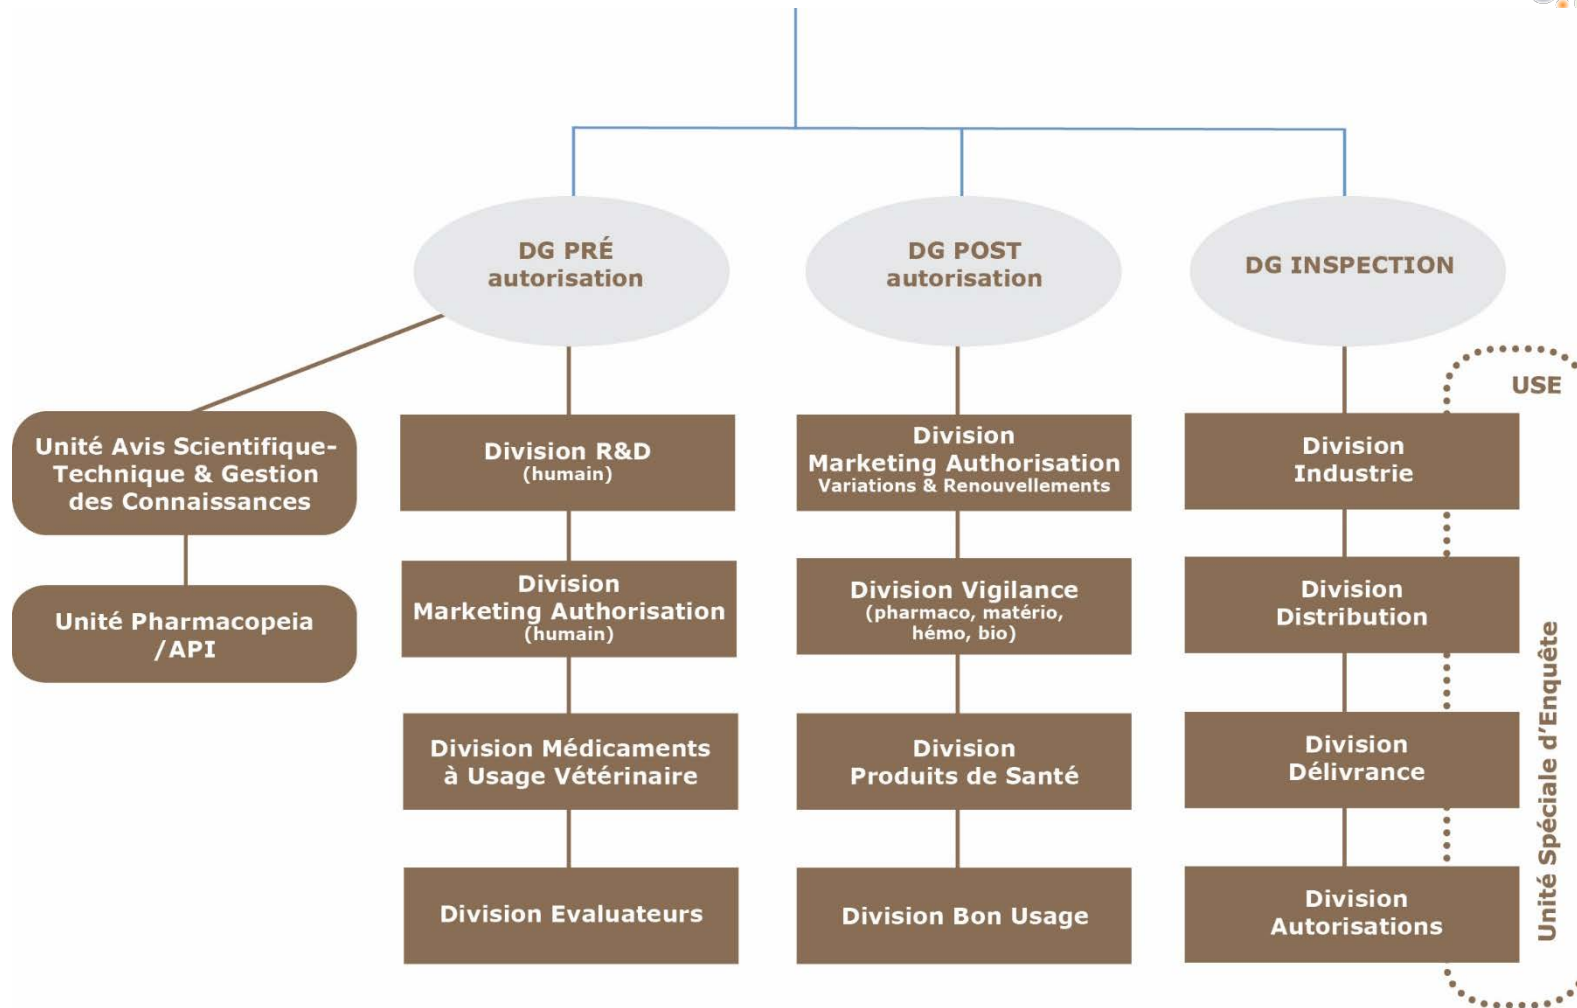 DG PRÉ
autorisation
DG POST
autorisation
DG INSPECTION
USE
Unité Avis Scientifique-
Technique & Gestion
des Connaissances
Unité Pharmacopeia
/API
Division R&D
(humain)
Division
Marketing Authorisation
(humain)
Division Médicaments
à Usage Vétérinaire
Division Evaluateurs
Division
Marketing Authorisation
Variations & Renouvellements
Division Vigilance
(pharmaco, matério,
hémo, bio)
Division
Produits de Santé
Division Bon Usage
Division
Industrie
Division
Distribution
Division
Délivrance
Division
Autorisations
Unité Spéciale d’Enquête